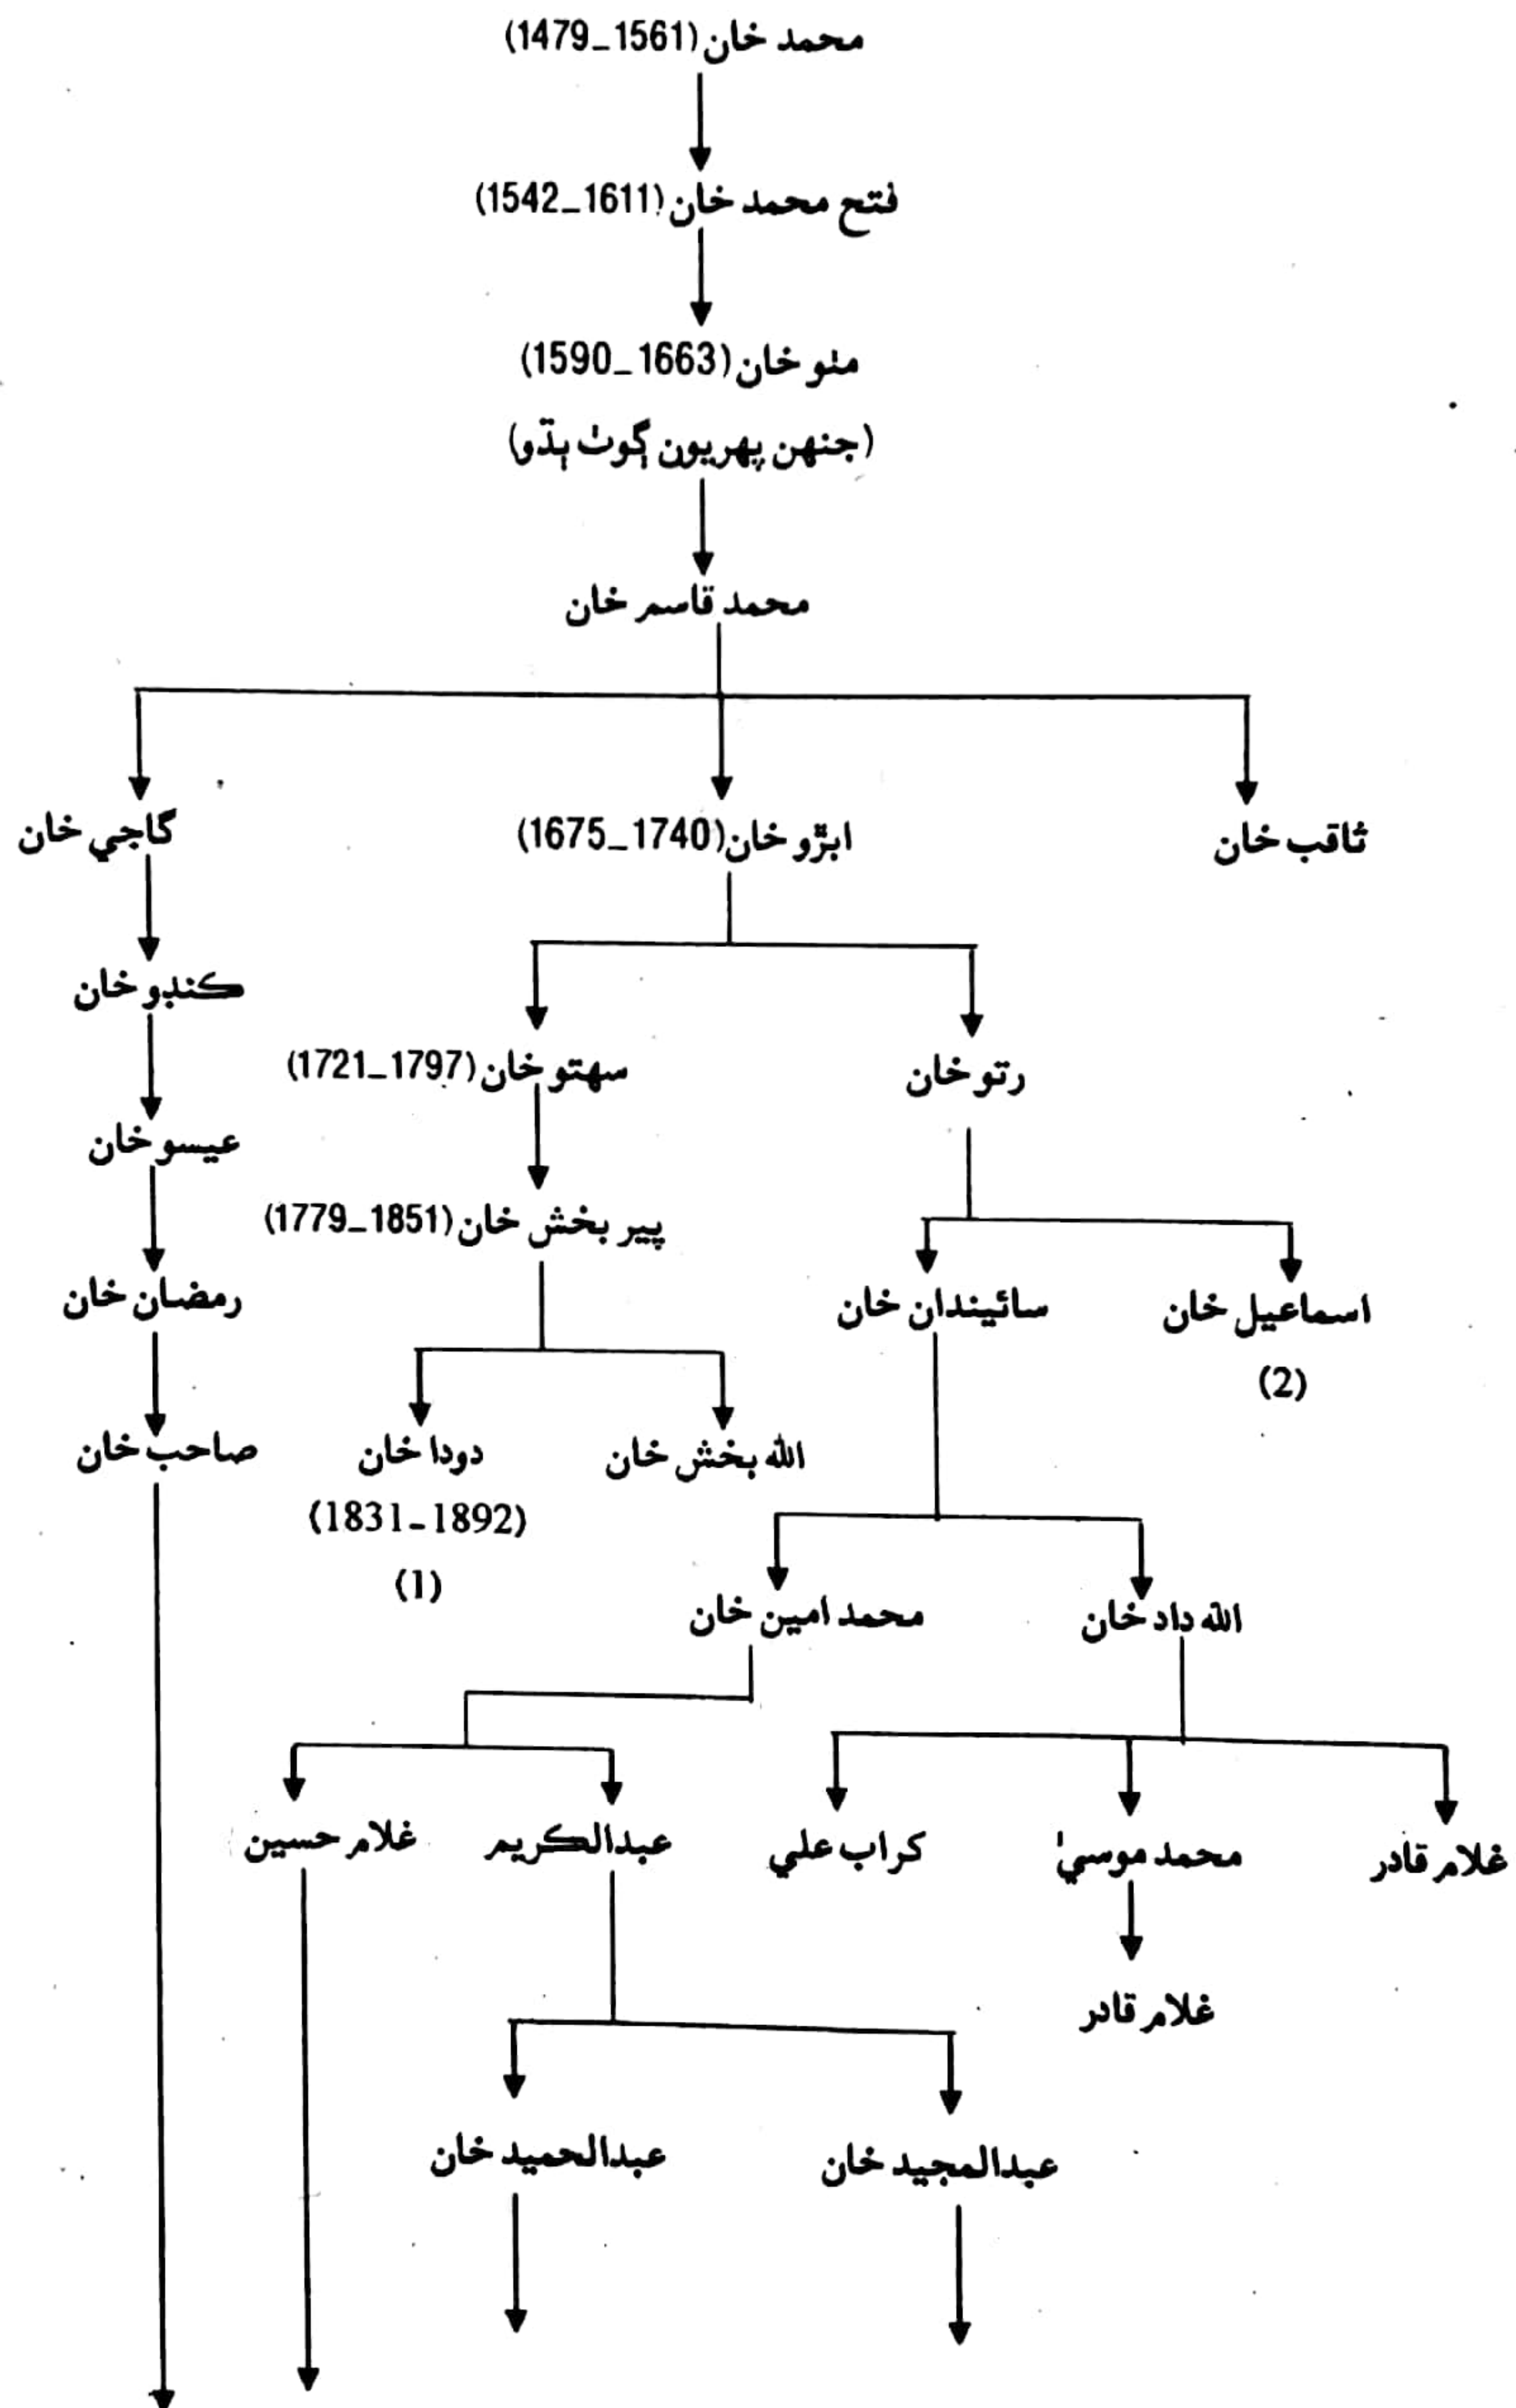 محمد خان (1479_1561)
فتح محمد خان (1542_1611)
مٺو خان (1590_1663)
(جنهن پهريون ڳوٺ ٻڌو)
محمد قاسم خان
ثاقب خان
ابڙو خان (1675_1740)
گاجي خان
ڪنڊو خان
رتو خان
سهتو خان (1721_1797)
عيسو خان
پير بخش خان (1779_1851)
رمضان خان
اسماعيل خان
(2)
سائيندان خان
الله بخش خان
دودا خان
(1831-1892)
(1)
صاحب خان
الله داد خان
محمد امين خان
غلام قادر
محمد موسيٰ
ڪراب علي
عبدالڪريم
غلام حسين
غلام قادر
عبدالمجيد خان
عبدالحميد خان